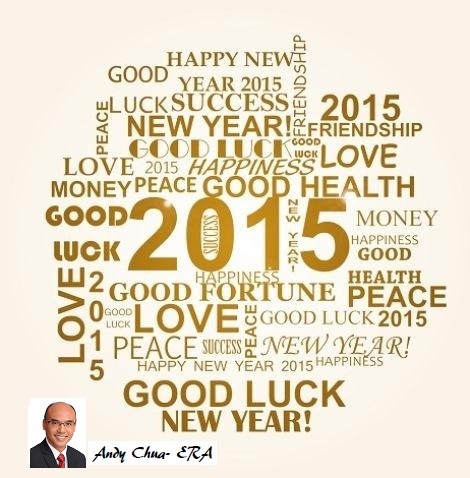 HAPPY NEW
GOOD
YEAR 2015
FRIENDSHIP
PEACE
LUCK
SUCCESS
2015
NEW YEAR!
FRIENDSHIP
GOOD LUCK
GOOD
LUCK
LOVE
LOVE
2015
HAPPINESS
MONEY
PEACE
GOOD HEALTH
GOOD
2015
SUCCESS
NEW YEAR!
MONEY
HAPPINESS
LUCK
GOOD
HAPPINESS
HEALTH
LOVE
2015
GOOD FORTUNE
PEACE
GOOD
LUCK
LOVE
PEACE
GOOD LUCK
2015
PEACE
SUCCESS
NEW YEAR!
HAPPY NEW YEAR 2015
HAPPINESS
GOOD LUCK
NEW YEAR!
Andy Chua- ERA